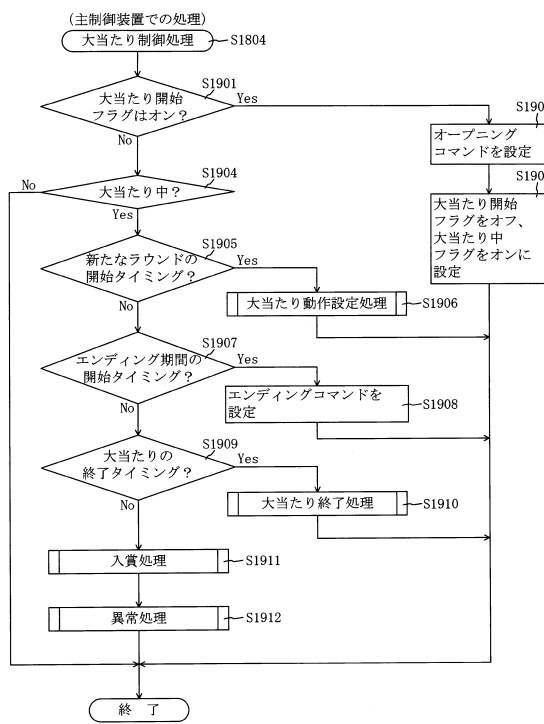 (主制御装置での処理)
大当たり制御処理
S1804
S1901
大当たり開始
フラグはオン?
Yes
No
オープニング
コマンドを設定
大当たり開始
フラグをオフ、
大当たり中
フラグをオンに
設定
S1904
大当たり中?
No
Yes
S1905
新たなラウンドの
開始タイミング?
Yes
No
大当たり動作設定処理
S1906
S1907
エンディング期間の
開始タイミング?
Yes
No
エンディングコマンドを
設定
S1908
S1909
大当たりの
終了タイミング?
Yes
No
大当たり終了処理
S1910
入賞処理
S1911
異常処理
S1912
終 了